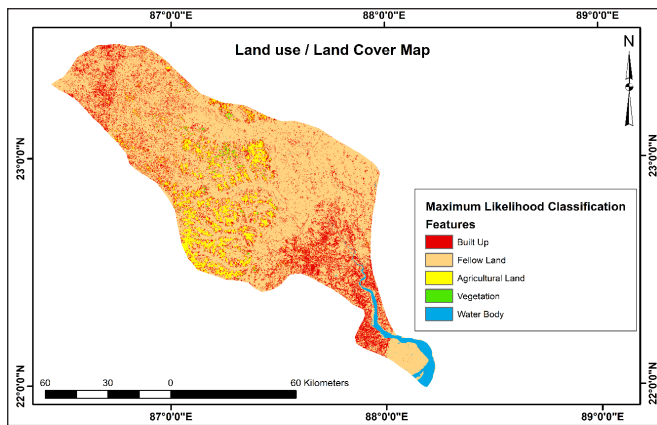 87°0'0"E 88°0'0"E 89°0'0"E
Land use / Land Cover Map
N
23°0'0"N 23°0'0"N
Maximum Likelihood Classification
Features
Built Up
Fellow Land
Agricultural Land
Vegetation
Water Body
22°0'0"N 22°0'0"N
60 30 0 60 Kilometers
87°0'0"E 88°0'0"E 89°0'0"E